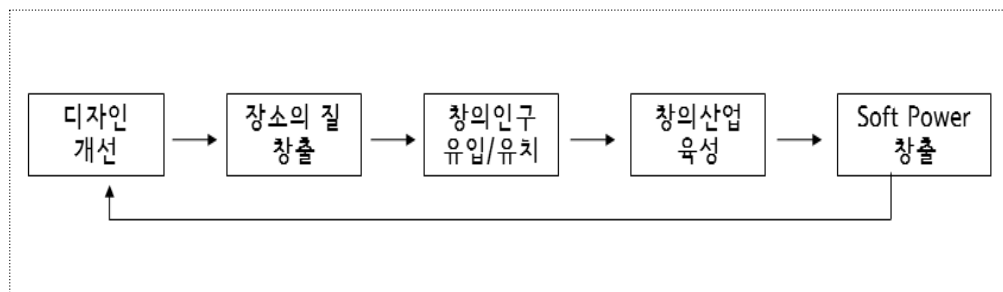 디자인
개선
장소의 질
창출
창의인구
유입/유치
창의산업
육성
Soft Power
창출